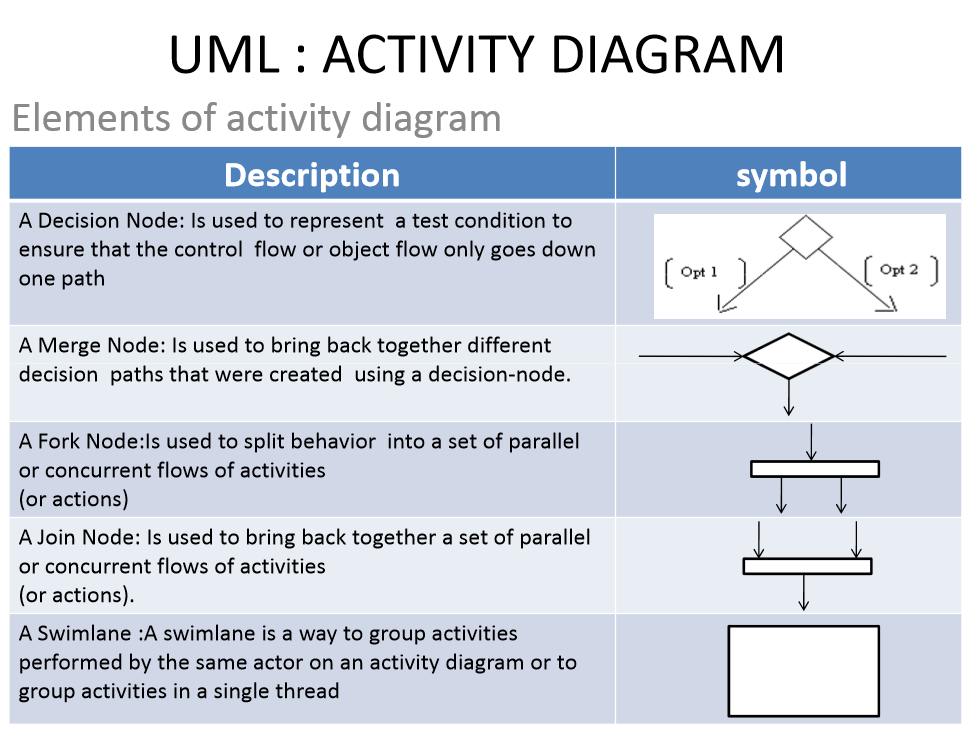 UML : ACTIVITY DIAGRAM
Elements of activity diagram
Description
symbol
A Decision Node: Is used to represent a test condition to
ensure that the control flow or object flow only goes down
one path
[ Opt 1 ]
[ Opt 2 ]
A Merge Node: Is used to bring back together different
decision paths that were created using a decision-node.
A Fork Node:Is used to split behavior into a set of parallel
or concurrent flows of activities
(or actions)
A Join Node: Is used to bring back together a set of parallel
or concurrent flows of activities
(or actions).
A Swimlane :A swimlane is a way to group activities
performed by the same actor on an activity diagram or to
group activities in a single thread